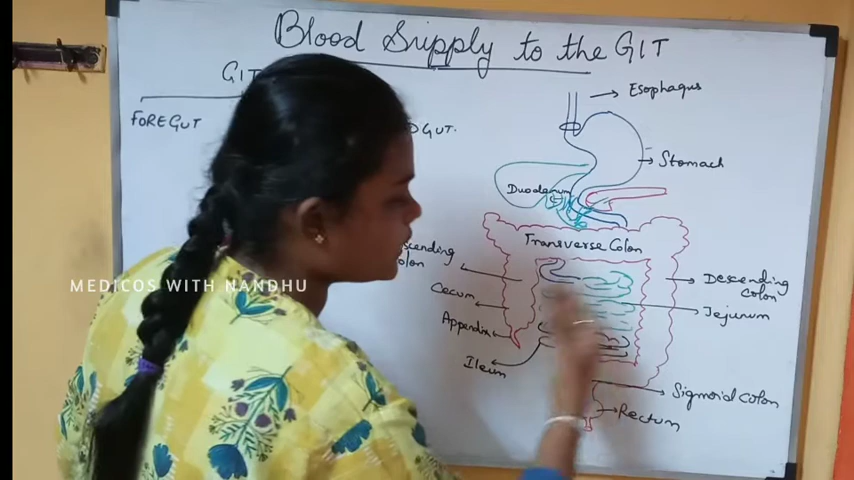 Blood Supply to the GIT
GIT
FOREGUT
DGUT.
Esophagus
Stomach
Duodenum
Transverse Colon
scending
Colon
Cecum
Appendix
Ileum
Descending
Colon
Jejunum
Sigmoid Colon
Rectum
MEDICOS WITH NANDHU